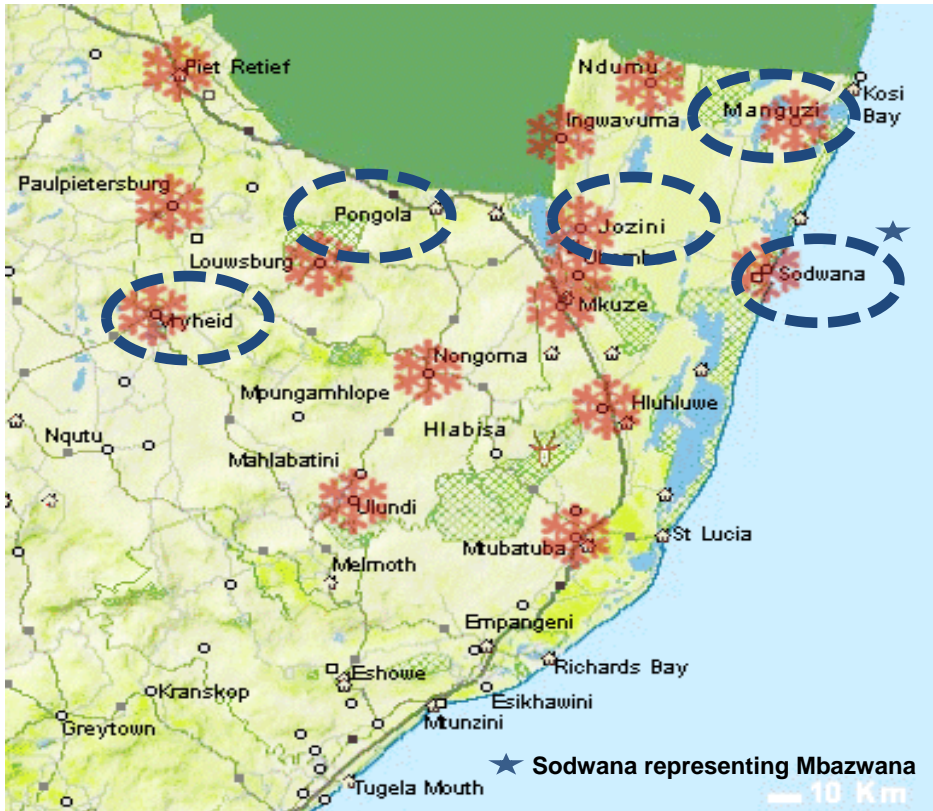 Piet Retief
Ndumu
Kosi
Bay
Manguzi
Ingwavuma
Paulpietersburg
Pongola
Jozini
Louwsburg
Sodwana
Vryheid
Mkuze
Nongoma
Mpungamhlope
Hluhluwe
Hlabisa
Nqutu
Mahlabatini
Ulundi
Mtubatuba
St Lucia
Melmoth
Empangeni
Richards Bay
Eshowe
Kranskop
Esikhawini
Greytown
Mtunzini
Sodwana representing Mbazwana
Tugela Mouth
10 Km